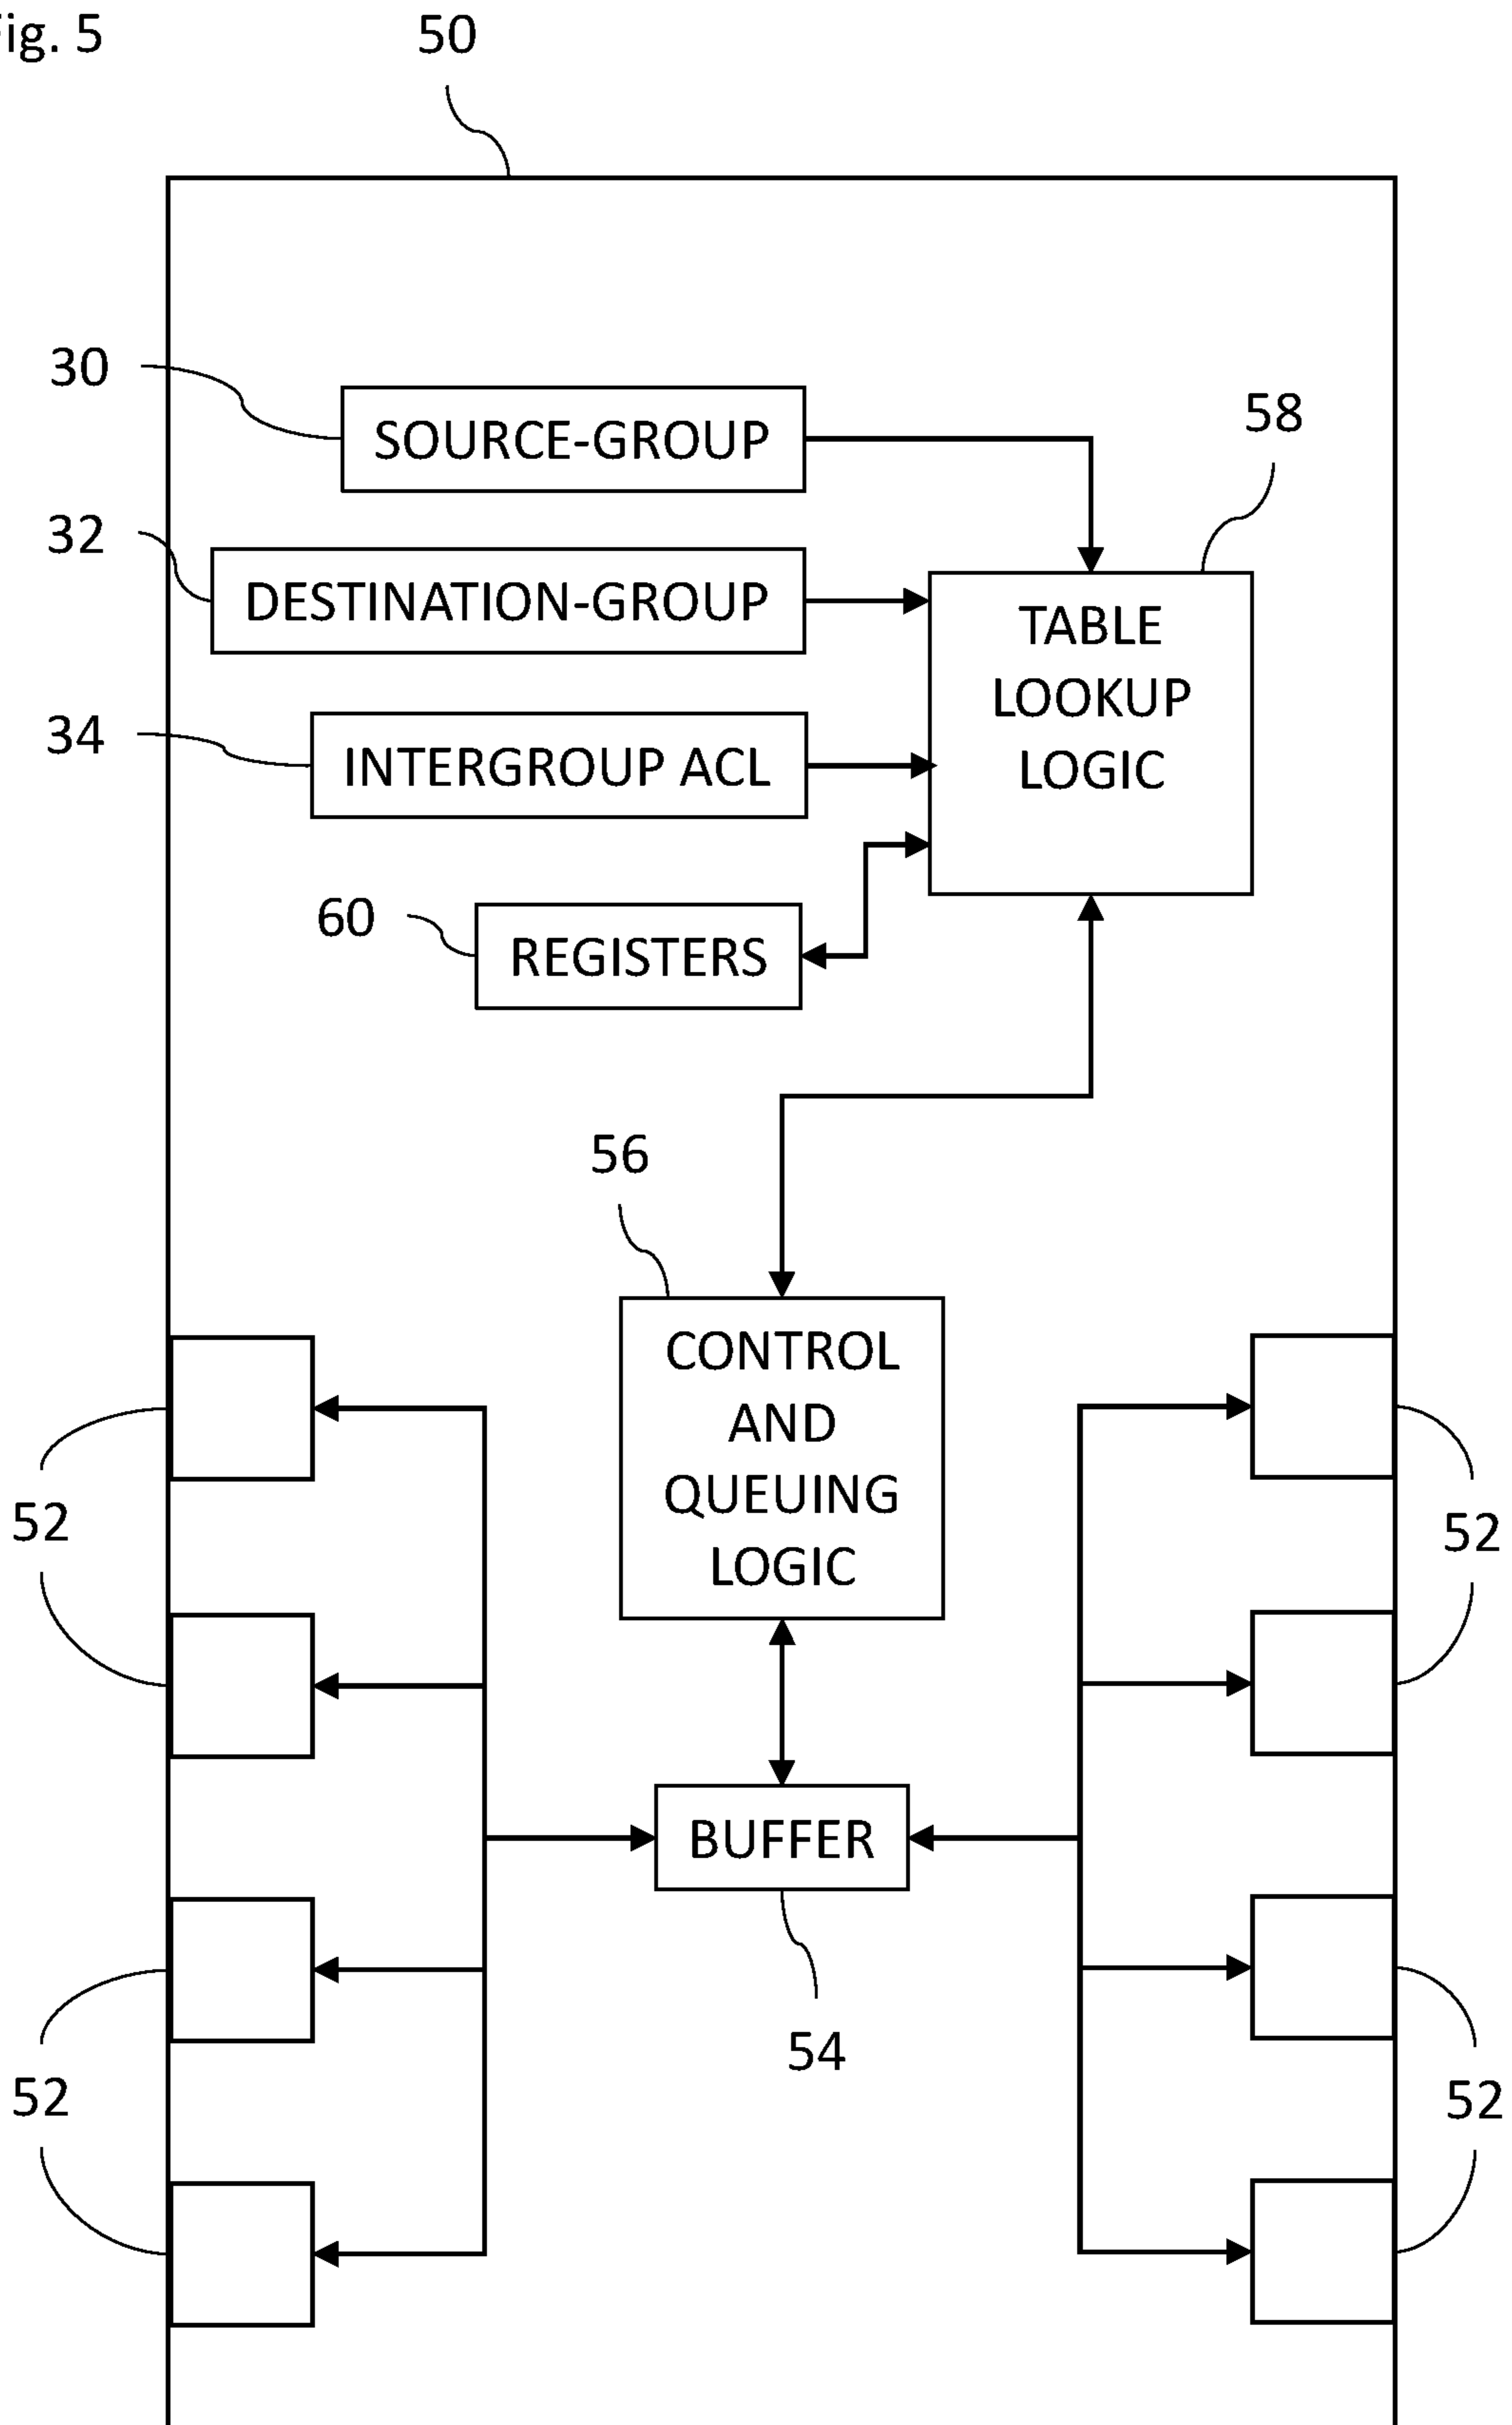 ig. 5
50
30
SOURCE-GROUP
58
32
DESTINATION-GROUP
TABLE
LOOKUP
LOGIC
34
INTERGROUP ACL
60
REGISTERS
56
CONTROL
AND
QUEUING
LOGIC
52
52
BUFFER
54
52
52